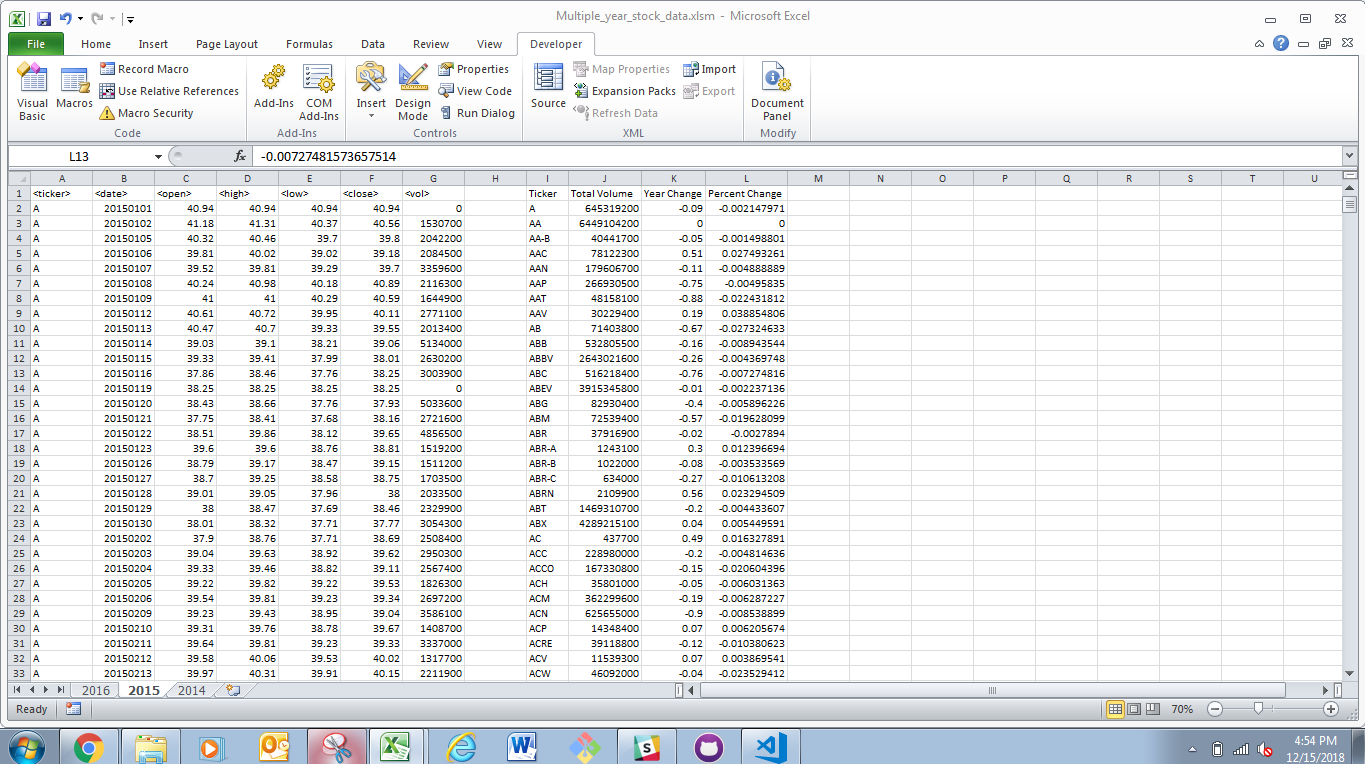 Multiple_year_stock_data.xlsm - Microsoft Excel
File Home Insert Page Layout Formulas Data Review View Developer
Visual Basic
Macros
Record Macro
Use Relative References
Macro Security
Code
Add-Ins
COM Add-Ins
Add-Ins
Insert
Design Mode
Properties
View Code
Run Dialog
Controls
Source
Map Properties
Expansion Packs
Refresh Data
Import
Export
XML
Document Panel
Modify
L13 fx -0.00727481573657514
A B C D E F G H I J K L M N O P Q R S T U
1 <ticker> <date> <open> <high> <low> <close> <vol> Ticker Total Volume Year Change Percent Change
2 A 20150101 40.94 40.94 40.94 40.94 0 A 645319200 -0.09 -0.002147971
3 A 20150102 41.18 41.31 40.37 40.56 1530700 AA 6449104200 0 0
4 A 20150105 40.32 40.46 39.7 39.8 2042200 AA-B 40441700 -0.05 -0.001498801
5 A 20150106 39.81 40.02 39.02 39.18 2084500 AAC 78122300 0.51 0.027493261
6 A 20150107 39.52 39.81 39.29 39.7 3359600 AAN 179606700 -0.11 -0.004888889
7 A 20150108 40.24 40.98 40.18 40.89 2116300 AAP 266930500 -0.75 -0.00495835
8 A 20150109 41 41 40.29 40.59 1644900 AAT 48158100 -0.88 -0.022431812
9 A 20150112 40.61 40.72 39.95 40.11 2771100 AAV 30229400 0.19 0.038854806
10 A 20150113 40.47 40.7 39.33 39.55 2013400 AB 71403800 -0.67 -0.027324633
11 A 20150114 39.03 39.1 38.21 39.06 5134000 ABB 532805500 -0.16 -0.008943544
12 A 20150115 39.33 39.41 37.99 38.01 2630200 ABBV 2643021600 -0.26 -0.004369748
13 A 20150116 37.86 38.46 37.76 38.25 3003900 ABC 516218400 -0.76 -0.007274816
14 A 20150119 38.25 38.25 38.25 38.25 0 ABEV 3915345800 -0.01 -0.002237136
15 A 20150120 38.43 38.66 37.76 37.93 5033600 ABG 82930400 -0.4 -0.005896226
16 A 20150121 37.75 38.41 37.68 38.16 2721600 ABM 72539400 -0.57 -0.019628099
17 A 20150122 38.51 39.86 38.12 39.65 4856500 ABR 37916900 -0.02 -0.0027894
18 A 20150123 39.6 39.6 38.76 38.81 1519200 ABR-A 1243100 0.3 0.012396694
19 A 20150126 38.79 39.17 38.47 39.15 1511200 ABR-B 1022000 -0.08 -0.003533569
20 A 20150127 38.7 39.25 38.58 38.75 1703500 ABR-C 634000 -0.27 -0.010613208
21 A 20150128 39.01 39.05 37.96 38 2033500 ABRN 2109900 0.56 0.023294509
22 A 20150129 38 38.47 37.69 38.46 2329900 ABT 1469310700 -0.2 -0.004433607
23 A 20150130 38.01 38.32 37.71 37.77 3054300 ABX 4289215100 0.04 0.005449591
24 A 20150202 37.9 38.76 37.71 38.69 2508400 AC 437700 0.49 0.016327891
25 A 20150203 39.04 39.63 38.92 39.62 2950300 ACC 228980000 -0.2 -0.004814636
26 A 20150204 39.33 39.46 38.82 39.11 2567400 ACCO 167330800 -0.15 -0.020604396
27 A 20150205 39.22 39.82 39.22 39.53 1826300 ACH 35801000 -0.05 -0.006031363
28 A 20150206 39.54 39.81 39.23 39.34 2697200 ACM 362299600 -0.19 -0.006287227
29 A 20150209 39.23 39.43 38.95 39.04 3586100 ACN 625655000 -0.9 -0.008538899
30 A 20150210 39.31 39.76 38.78 39.67 1408700 ACP 14348400 0.07 0.006205674
31 A 20150211 39.64 39.81 39.23 39.33 3337000 ACRE 39118800 -0.12 -0.010380623
32 A 20150212 39.58 40.06 39.53 40.02 1317700 ACV 11539300 0.07 0.003869541
33 A 20150213 39.97 40.31 39.91 40.15 2211900 ACW 46092000 -0.04 -0.023529412
2016 2015 2014
Ready 70%
4:54 PM
12/15/2018